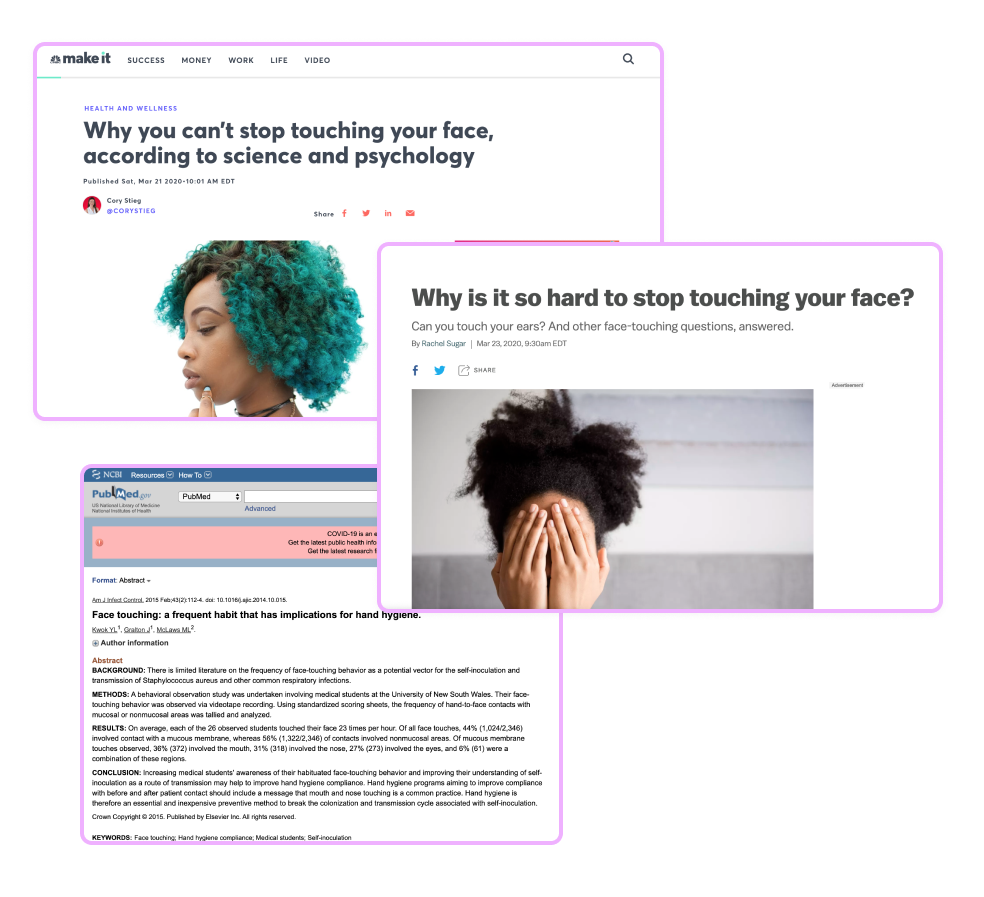 make it SUCCESS MONEY WORK LIFE VIDEO
HEALTH AND WELLNESS
Why you can't stop touching your face,
according to science and psychology
Published Sat, Mar 21 2020•10:01 AM EDT
Cory Stieg
@CORYSTIEG
Share
Why is it so hard to stop touching your face?
Can you touch your ears? And other face-touching questions, answered.
By Rachel Sugar | Mar 23, 2020, 9:30am EDT
SHARE
Advertisement
NCBI Resources How To
PubMed.gov
US National Library of Medicine
National Institutes of Health
PubMed
Advanced
COVID-19 is an e
Get the latest public health info
Get the latest research f
Format: Abstract
Am J Infect Control. 2015 Feb;43(2):112-4. doi: 10.1016/j.ajic.2014.10.015.
Face touching: a frequent habit that has implications for hand hygiene.
Kwok YL1, Gralton J1, McLaws ML2.
Author information
Abstract
BACKGROUND: There is limited literature on the frequency of face-touching behavior as a potential vector for the self-inoculation and
transmission of Staphylococcus aureus and other common respiratory infections.
METHODS: A behavioral observation study was undertaken involving medical students at the University of New South Wales. Their face-
touching behavior was observed via videotape recording. Using standardized scoring sheets, the frequency of hand-to-face contacts with
mucosal or nonmucosal areas was tallied and analyzed.
RESULTS: On average, each of the 26 observed students touched their face 23 times per hour. Of all face touches, 44% (1,024/2,346)
involved contact with a mucous membrane, whereas 56% (1,322/2,346) of contacts involved nonmucosal areas. Of mucous membrane
touches observed, 36% (372) involved the mouth, 31% (318) involved the nose, 27% (273) involved the eyes, and 6% (61) were a
combination of these regions.
CONCLUSION: Increasing medical students' awareness of their habituated face-touching behavior and improving their understanding of self-
inoculation as a route of transmission may help to improve hand hygiene compliance. Hand hygiene programs aiming to improve compliance
with before and after patient contact should include a message that mouth and nose touching is a common practice. Hand hygiene is
therefore an essential and inexpensive preventive method to break the colonization and transmission cycle associated with self-inoculation.
Crown Copyright © 2015. Published by Elsevier Inc. All rights reserved.
KEYWORDS: Face touching; Hand hygiene compliance; Medical students; Self-inoculation